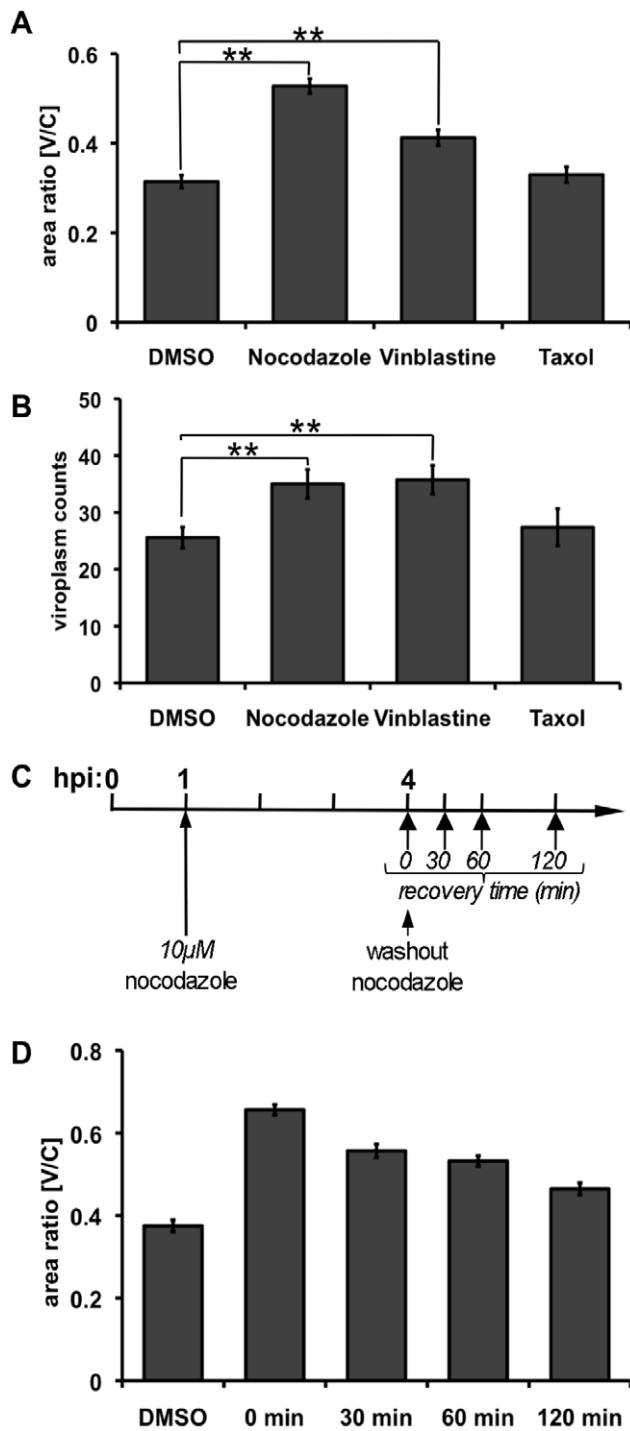 A
** 
**
0.6
0.4
0.2
0
area ratio [V/C]
DMSO Nocodazole Vinblastine Taxol
B
**
**
50
40
30
20
10
0
viroplasm counts
DMSO Nocodazole Vinblastine Taxol
C
hpi:0 1 4
0 30 60 120
recovery time (min)
10µM
nocodazole
washout
nocodazole
D
0.8
0.6
0.4
0.2
0
area ratio [V/C]
DMSO 0 min 30 min 60 min 120 min